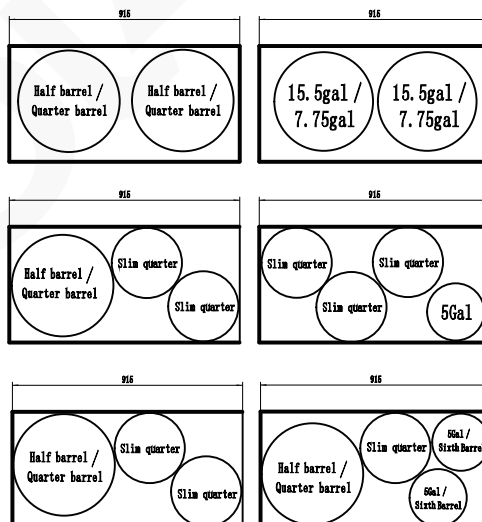 915
915
Half barrel /
Quarter barrel
Half barrel /
Quarter barrel
15.5gal /
7.75gal
15.5gal /
7.75gal
915
915
Half barrel /
Quarter barrel
Slim quarter
Slim quarter
Slim quarter
Slim quarter
Slim quarter
5Gal
915
915
Half barrel /
Quarter barrel
Slim quarter
Slim quarter
Half barrel /
Quarter barrel
Slim quarter
5Gal /
Sixth Barrel
5Gal /
Sixth Barrel